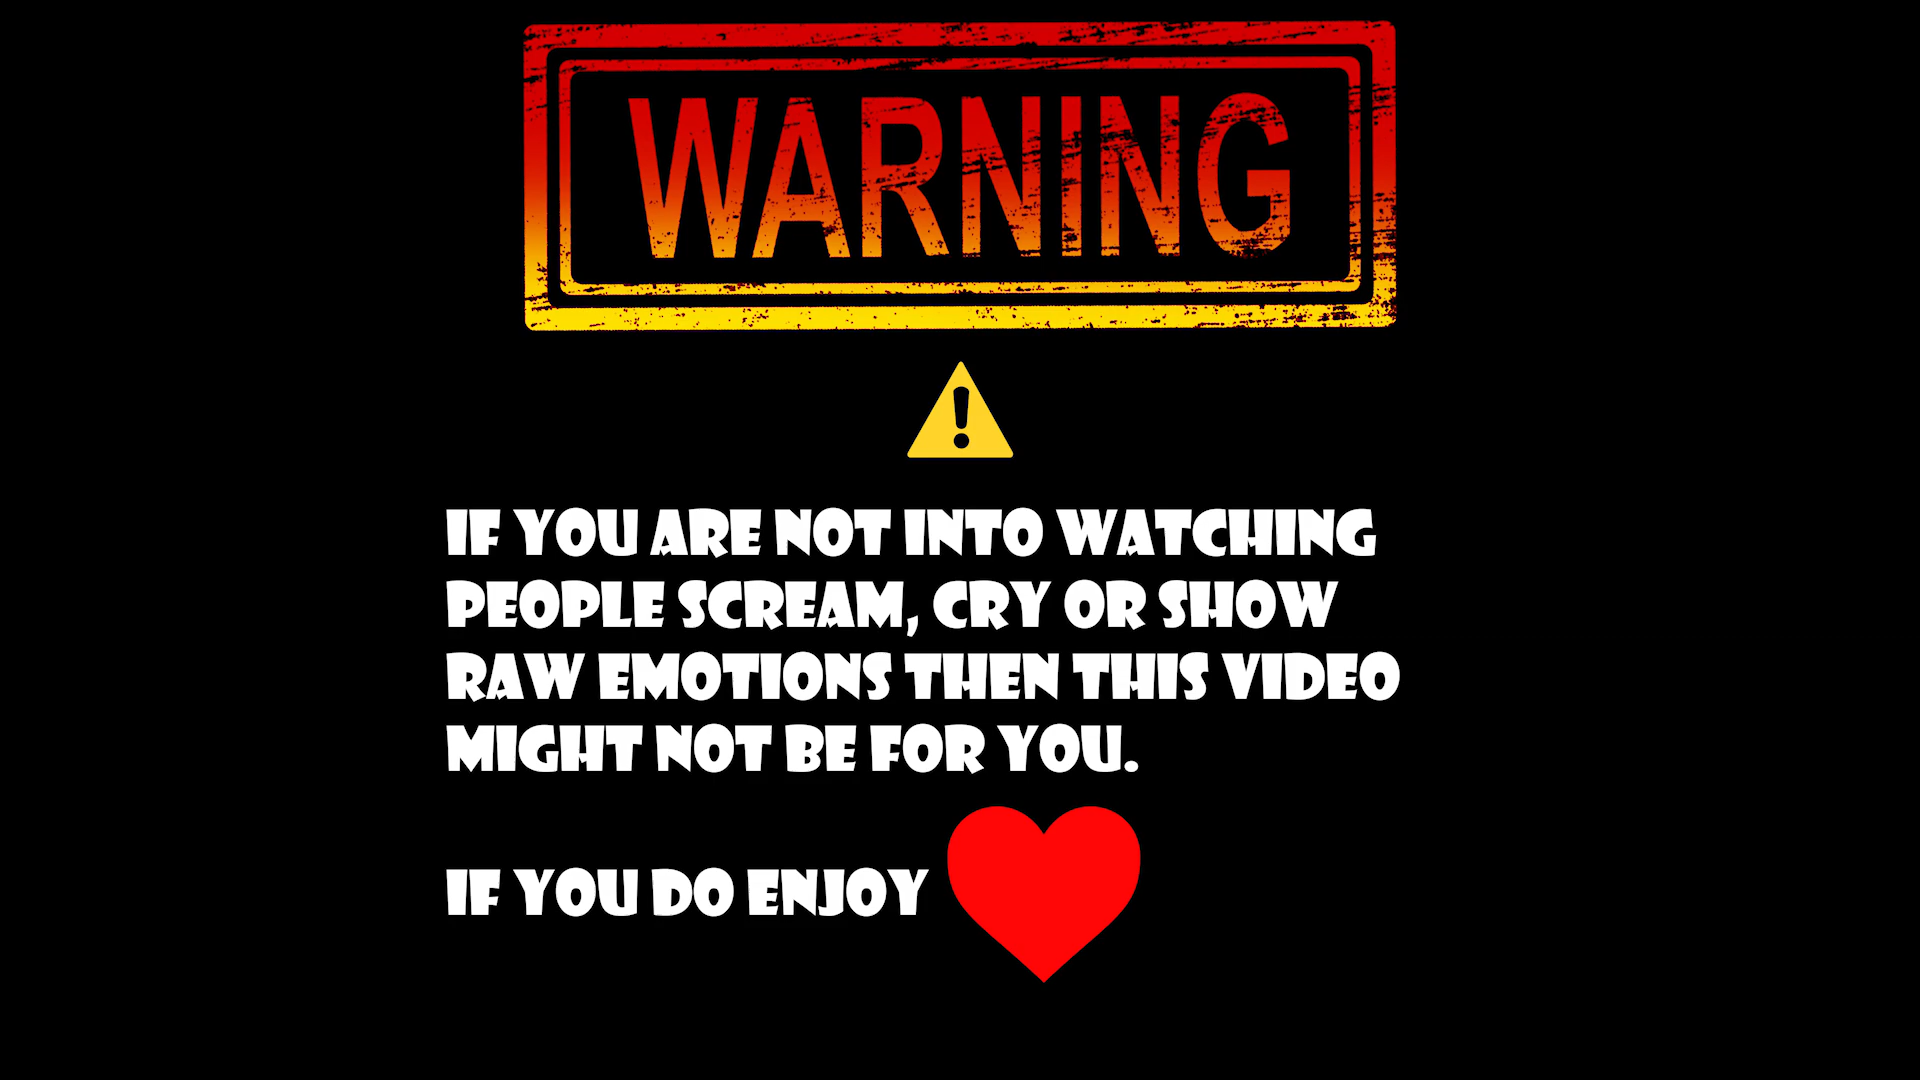 WARNING
IF YOU ARE NOT INTO WATCHING
PEOPLE SCREAM, CRY OR SHOW
RAW EMOTIONS THEN THIS VIDEO
MIGHT NOT BE FOR YOU.
IF YOU DO ENJOY